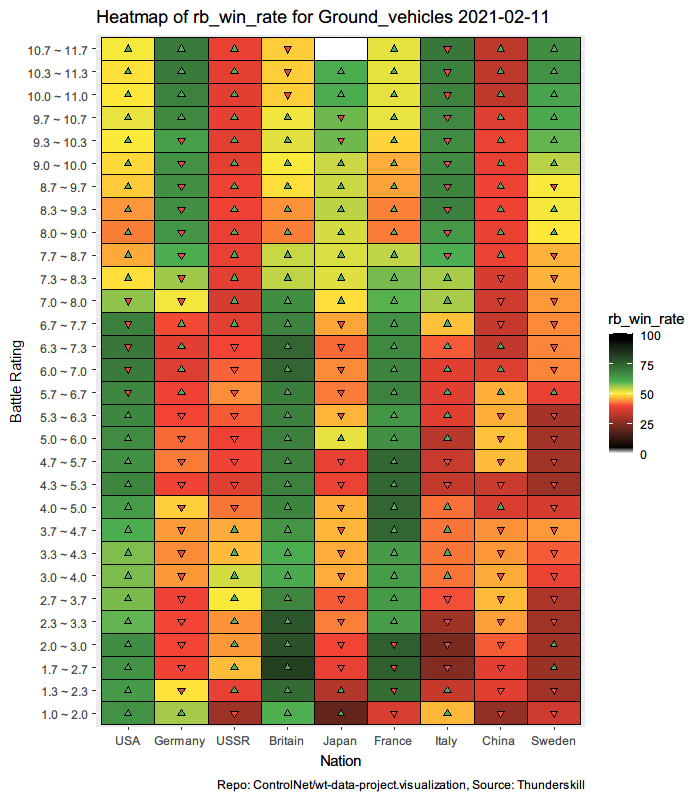 Heatmap of rb_win_rate for Ground_vehicles 2021-02-11
Battle Rating
10.7 ~ 11.7
10.3 ~ 11.3
10.0 ~ 11.0
9.7 ~ 10.7
9.3 ~ 10.3
9.0 ~ 10.0
8.7 ~ 9.7
8.3 ~ 9.3
8.0 ~ 9.0
7.7 ~ 8.7
7.3 ~ 8.3
7.0 ~ 8.0
6.7 ~ 7.7
6.3 ~ 7.3
6.0 ~ 7.0
5.7 ~ 6.7
5.3 ~ 6.3
5.0 ~ 6.0
4.7 ~ 5.7
4.3 ~ 5.3
4.0 ~ 5.0
3.7 ~ 4.7
3.3 ~ 4.3
3.0 ~ 4.0
2.7 ~ 3.7
2.3 ~ 3.3
2.0 ~ 3.0
1.7 ~ 2.7
1.3 ~ 2.3
1.0 ~ 2.0
USA Germany USSR Britain Japan France Italy China Sweden
Nation
rb_win_rate
100
75
50
25
0
Repo: ControlNet/wt-data-project.visualization, Source: Thunderskill